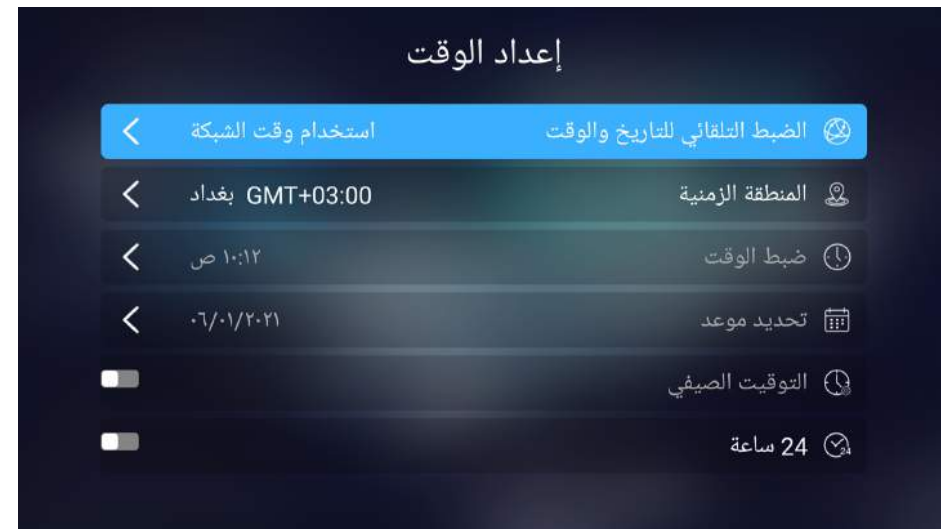 إعداد الوقت
الضبط التلقائي للتاريخ والوقت استخدام وقت الشبكة
المنطقة الزمنية GMT+03:00 بغداد
ضبط الوقت ١٠:١٢ ص
تحديد موعد ٠٦/٠١/٢٠٢١
التوقيت الصيفي
24 ساعة
24